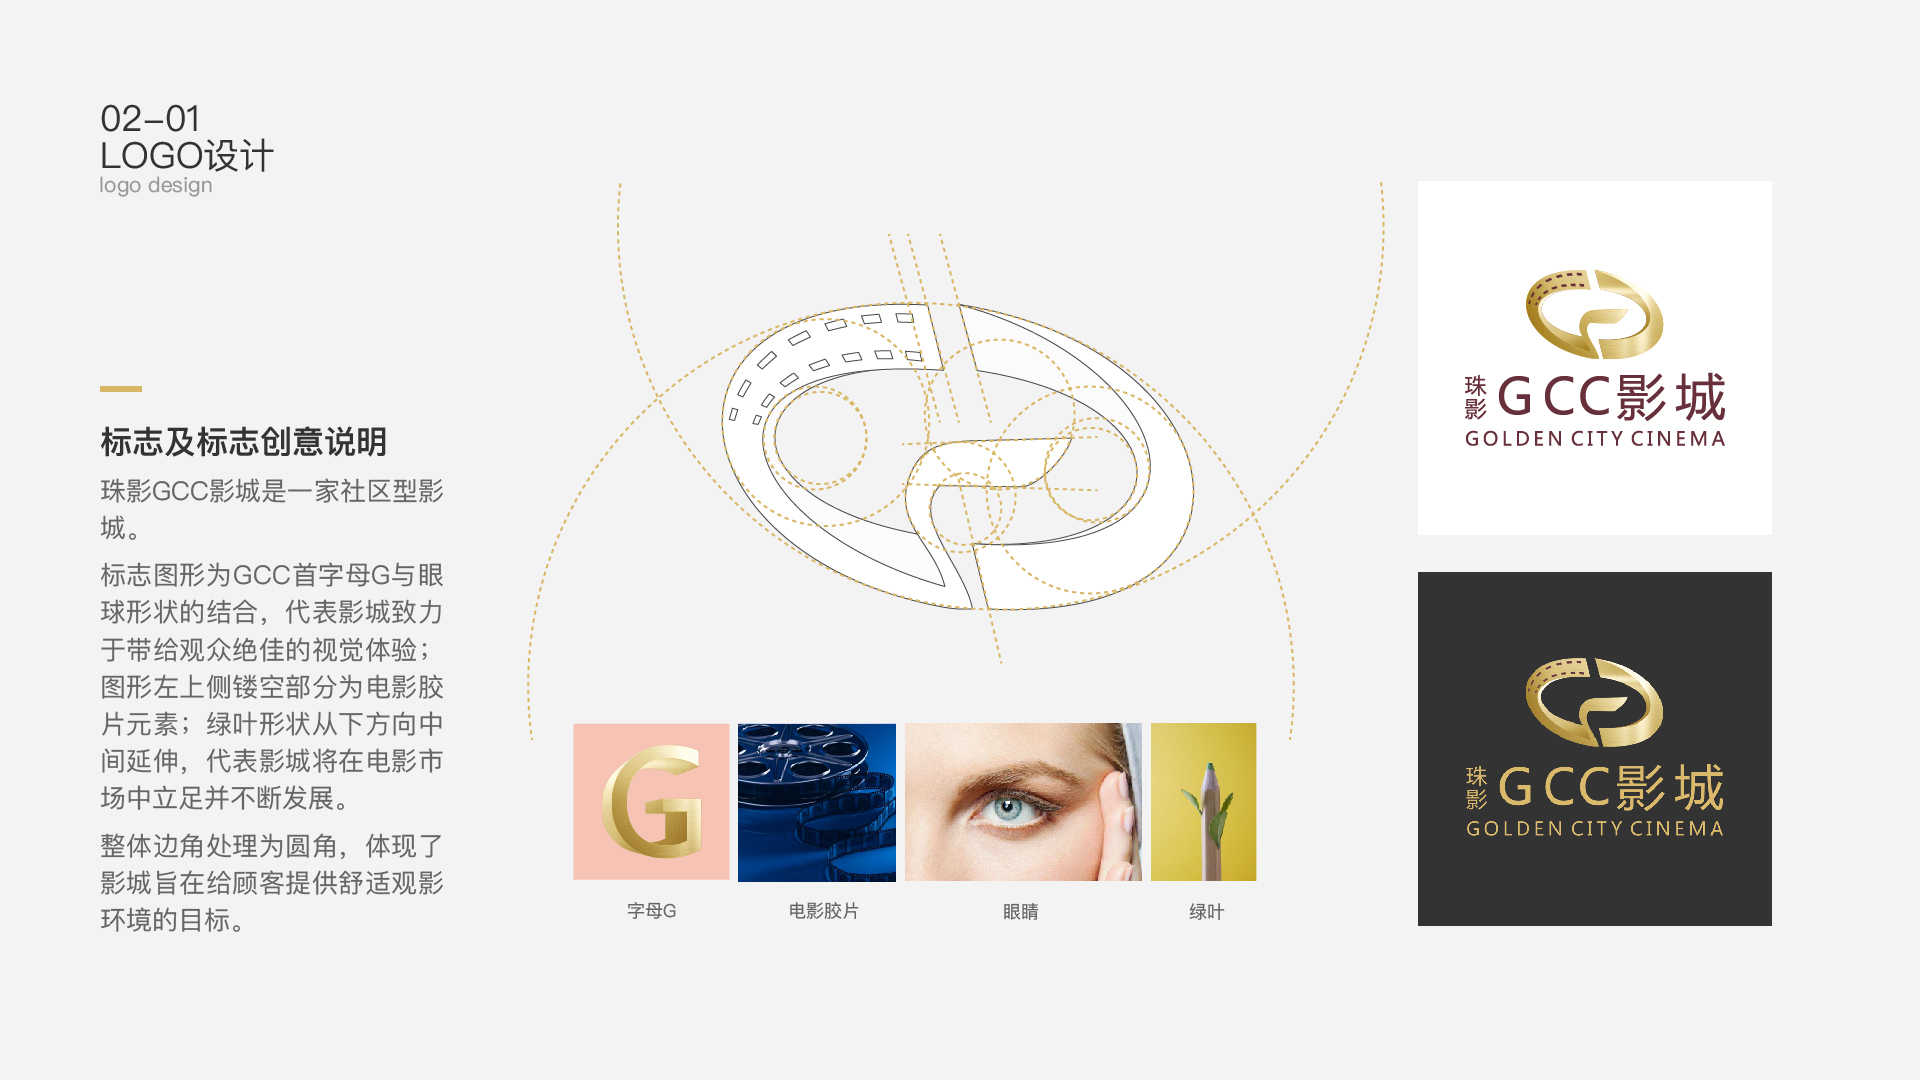 02-01
LOGO设计
logo design
标志及标志创意说明
珠影GCC影城是一家社区型影
城。
标志图形为GCC首字母G与眼
球形状的结合，代表影城致力
于带给观众绝佳的视觉体验；
图形左上侧镂空部分为电影胶
片元素；绿叶形状从下方向中
间延伸，代表影城将在电影市
场中立足并不断发展。
整体边角处理为圆角，体现了
影城旨在给顾客提供舒适观影
环境的目标。
G
字母G
电影胶片
眼睛
绿叶
珠影 GCC影城
GOLDEN CITY CINEMA
珠影 GCC影城
GOLDEN CITY CINEMA